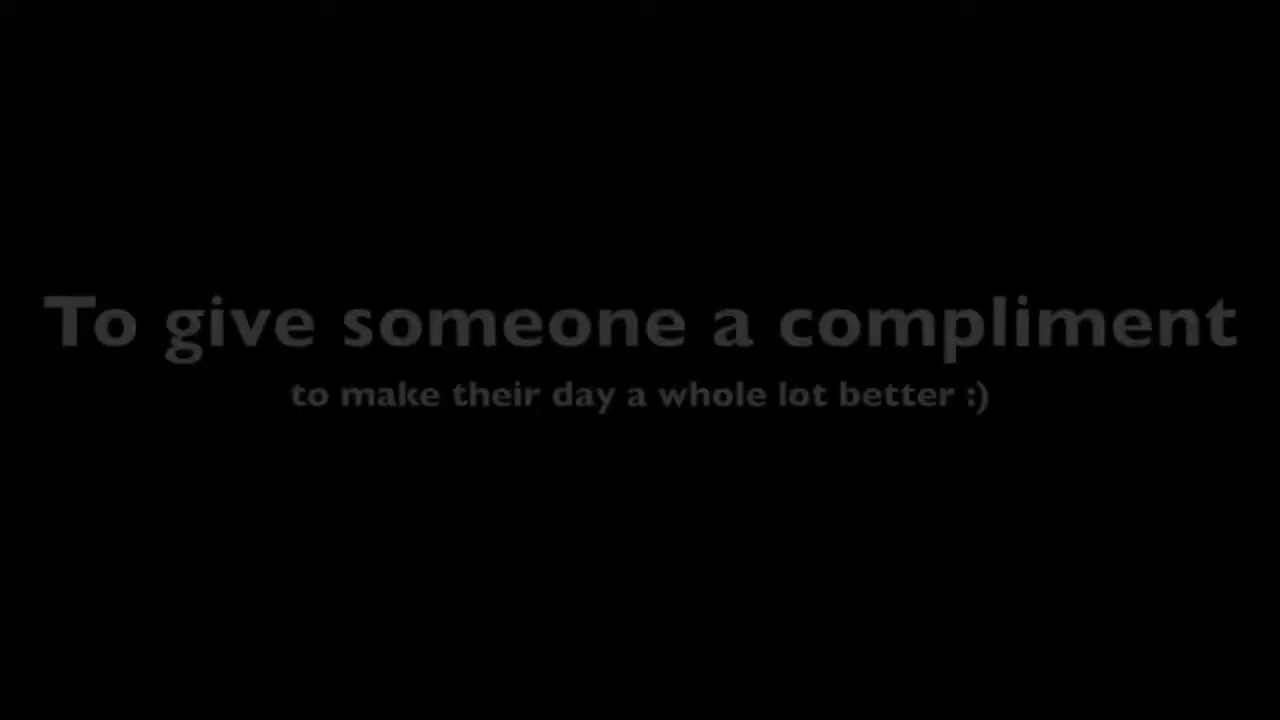 To give someone a compliment
to make their day a whole lot better :)